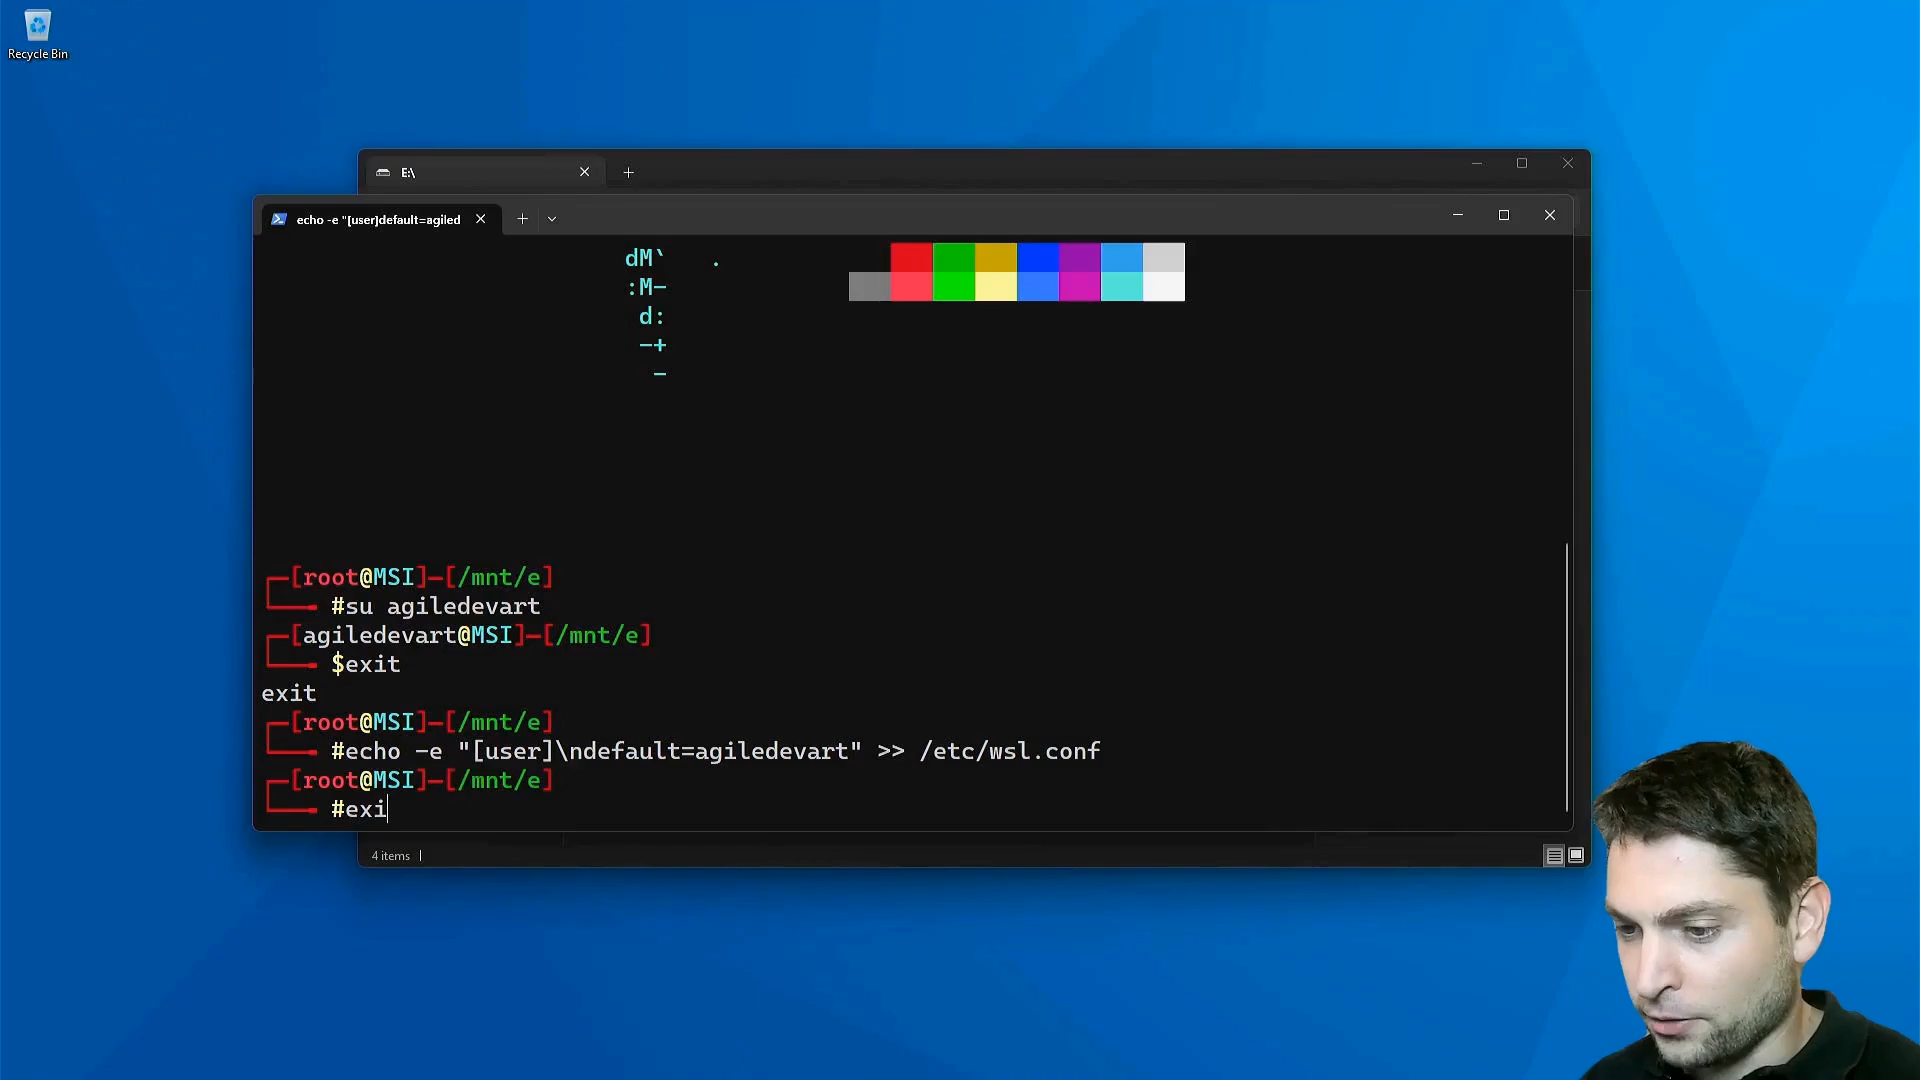 Recycle Bin
E:\
echo -e "[user]default=agiled
dM` .
:M-
d:
-+
-
┌─[root@MSI]─[/mnt/e]
└──╼ #su agiledevart
┌─[agiledevart@MSI]─[/mnt/e]
└──╼ $exit
exit
┌─[root@MSI]─[/mnt/e]
└──╼ #echo -e "[user]\ndefault=agiledevart" >> /etc/wsl.conf
┌─[root@MSI]─[/mnt/e]
└──╼ #exi
4 items